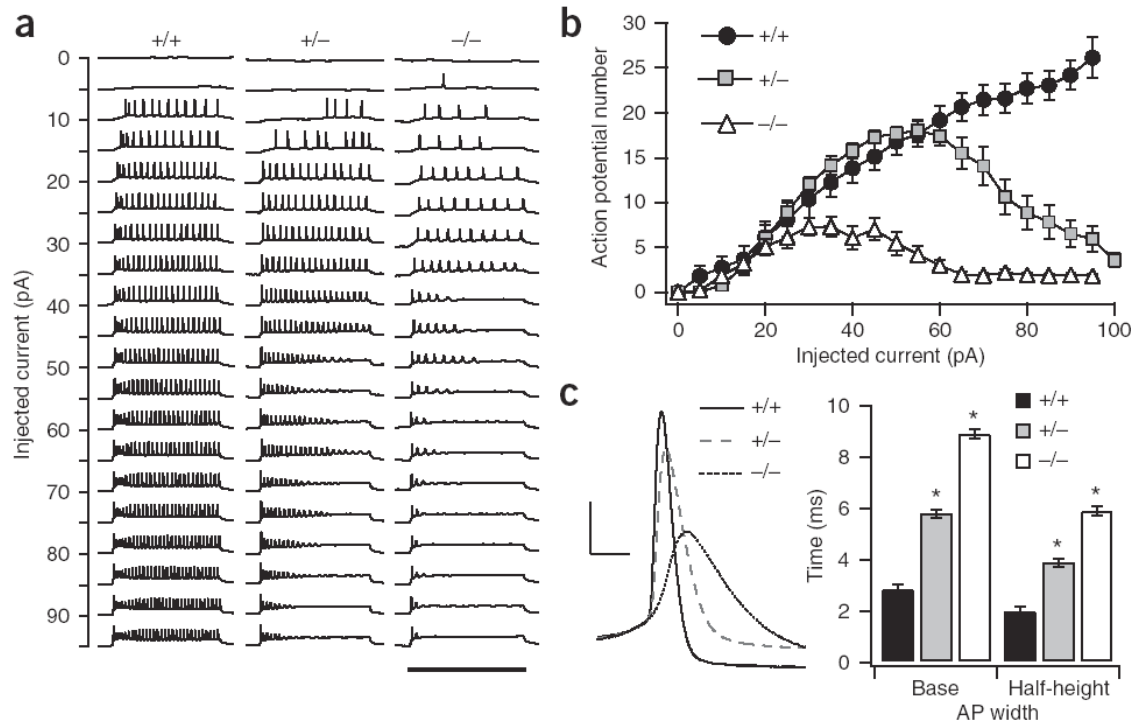 a
+/+ +/− −/−
Injected current (pA)
0
10
20
30
40
50
60
70
80
90
b
+/+
+/−
−/−
Action potential number
30
25
20
15
10
5
0
0 20 40 60 80 100
Injected current (pA)
c
+/+
+/−
−/−
Time (ms)
10
8
6
4
2
0
+/+
+/−
−/−
* * * *
Base Half-height
AP width